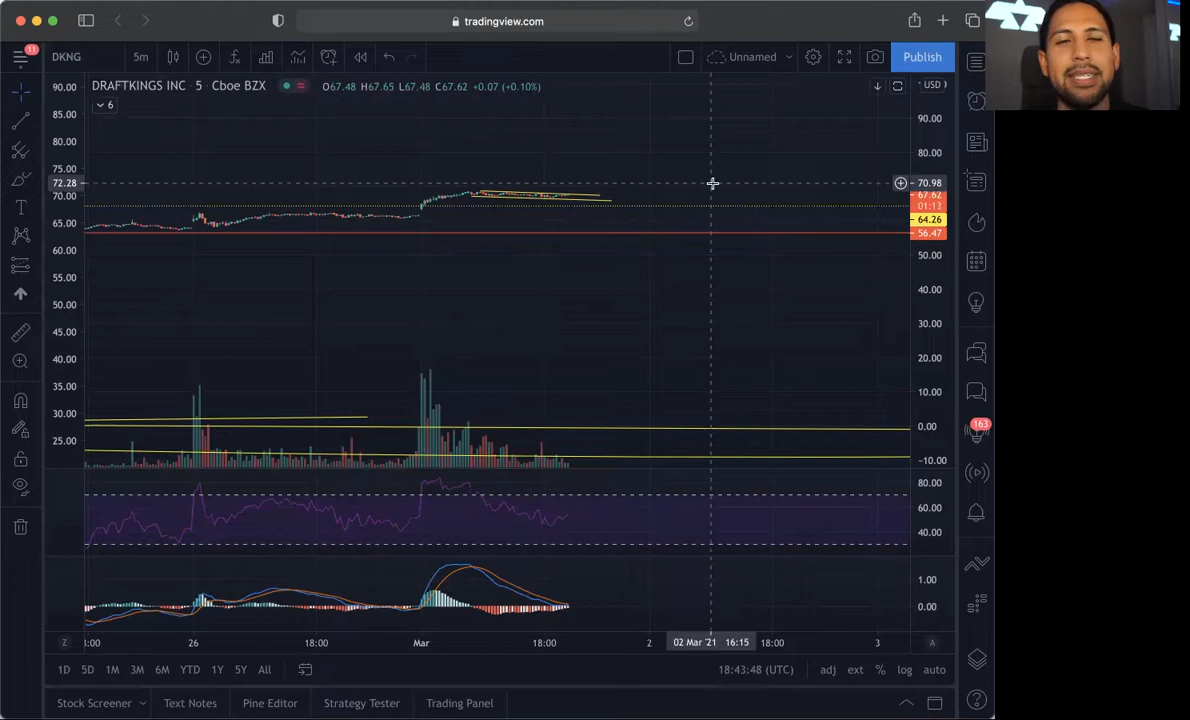 tradingview.com
11
DKNG
5m
Unnamed
Publish
DRAFTKINGS INC · 5 · Cboe BZX
O67.48 H67.65 L67.48 C67.62 +0.07 (+0.10%)
USD
6
90.00
85.00
80.00
75.00
72.28
70.00
65.00
60.00
55.00
50.00
45.00
40.00
35.00
30.00
25.00
90.00
80.00
70.98
67.62
01:12
64.26
56.47
50.00
40.00
30.00
20.00
10.00
0.00
−10.00
163
80.00
60.00
40.00
1.00
0.00
Z
26
18:00
Mar
18:00
2
02 Mar '21 16:15
18:00
3
A
1D
5D
1M
3M
6M
YTD
1Y
5Y
All
18:43:48 (UTC)
adj
ext
%
log
auto
Stock Screener
Text Notes
Pine Editor
Strategy Tester
Trading Panel